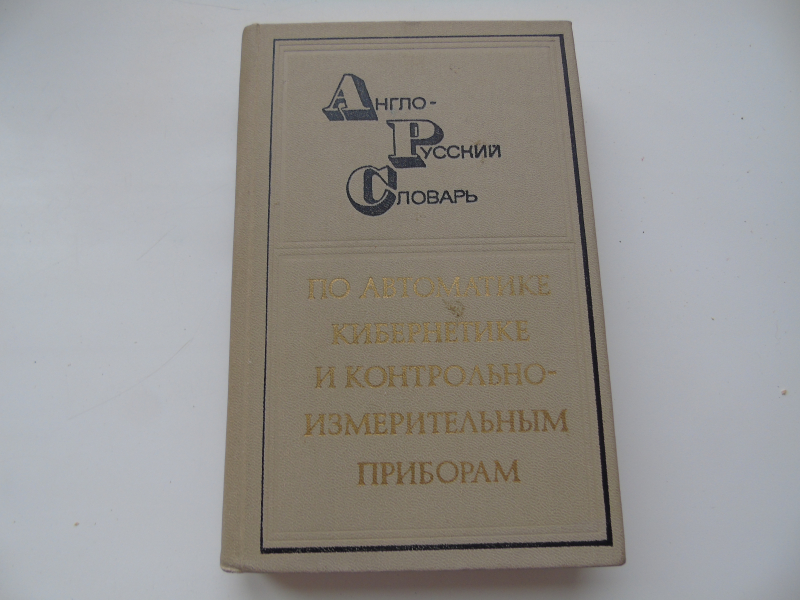 Англо-
Русский
Словарь
ПО АВТОМАТИКЕ
КИБЕРНЕТИКЕ
И КОНТРОЛЬНО-
ИЗМЕРИТЕЛЬНЫМ
ПРИБОРАМ